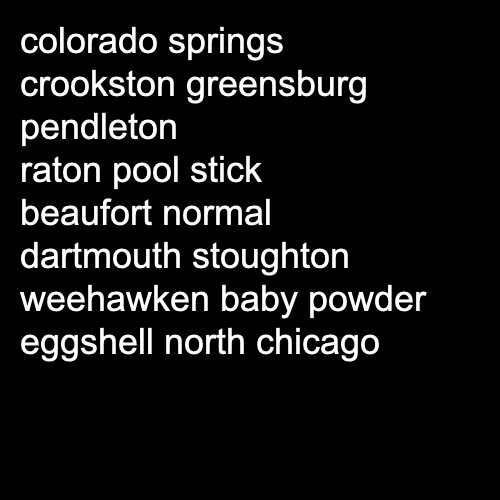 colorado springs
crookston greensburg
pendleton
raton pool stick
beaufort normal
dartmouth stoughton
weehawken baby powder
eggshell north chicago